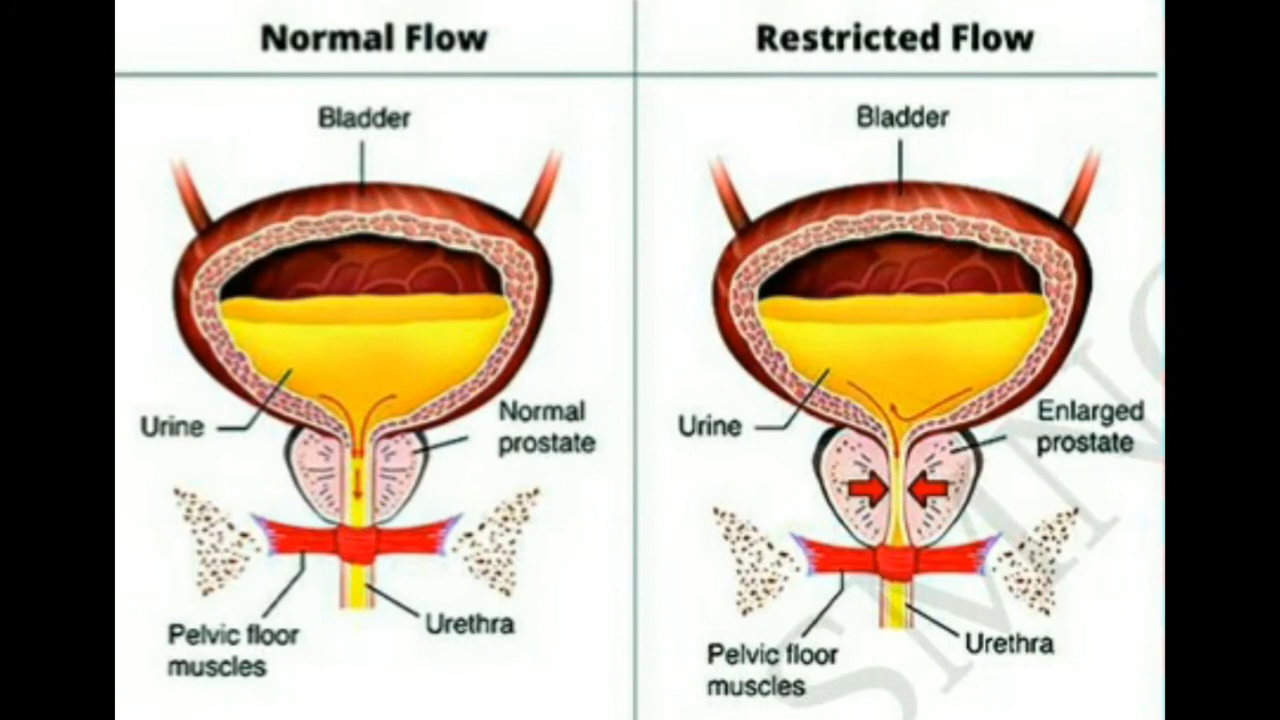 Normal Flow
Bladder
Urine
Normal
prostate
Pelvic floor
muscles
Urethra
Restricted Flow
Bladder
Urine
Enlarged
prostate
Pelvic floor
muscles
Urethra